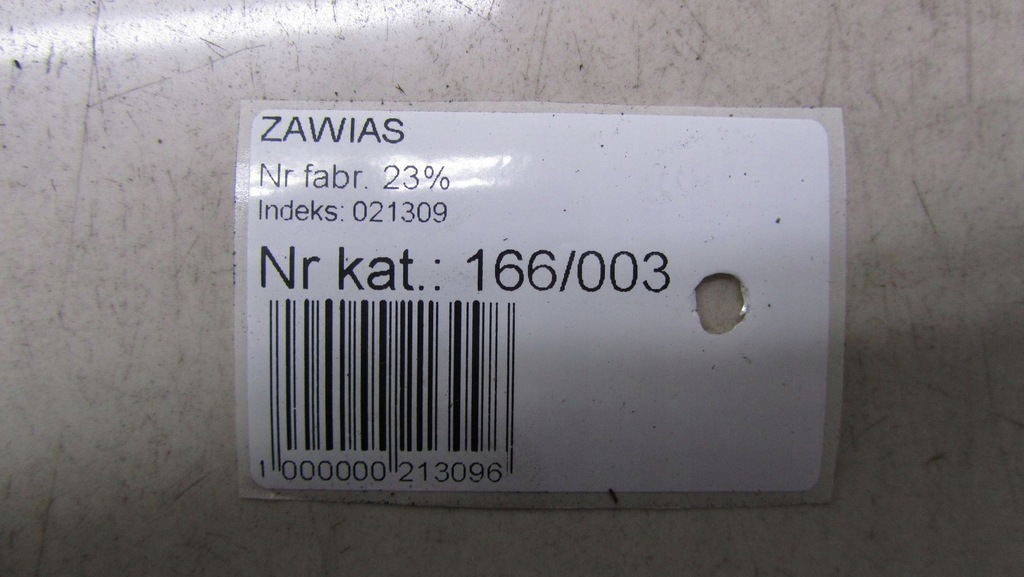 ZAWIAS
Nr fabr. 23%
Indeks: 021309
Nr kat.: 166/003
1 000000 213096